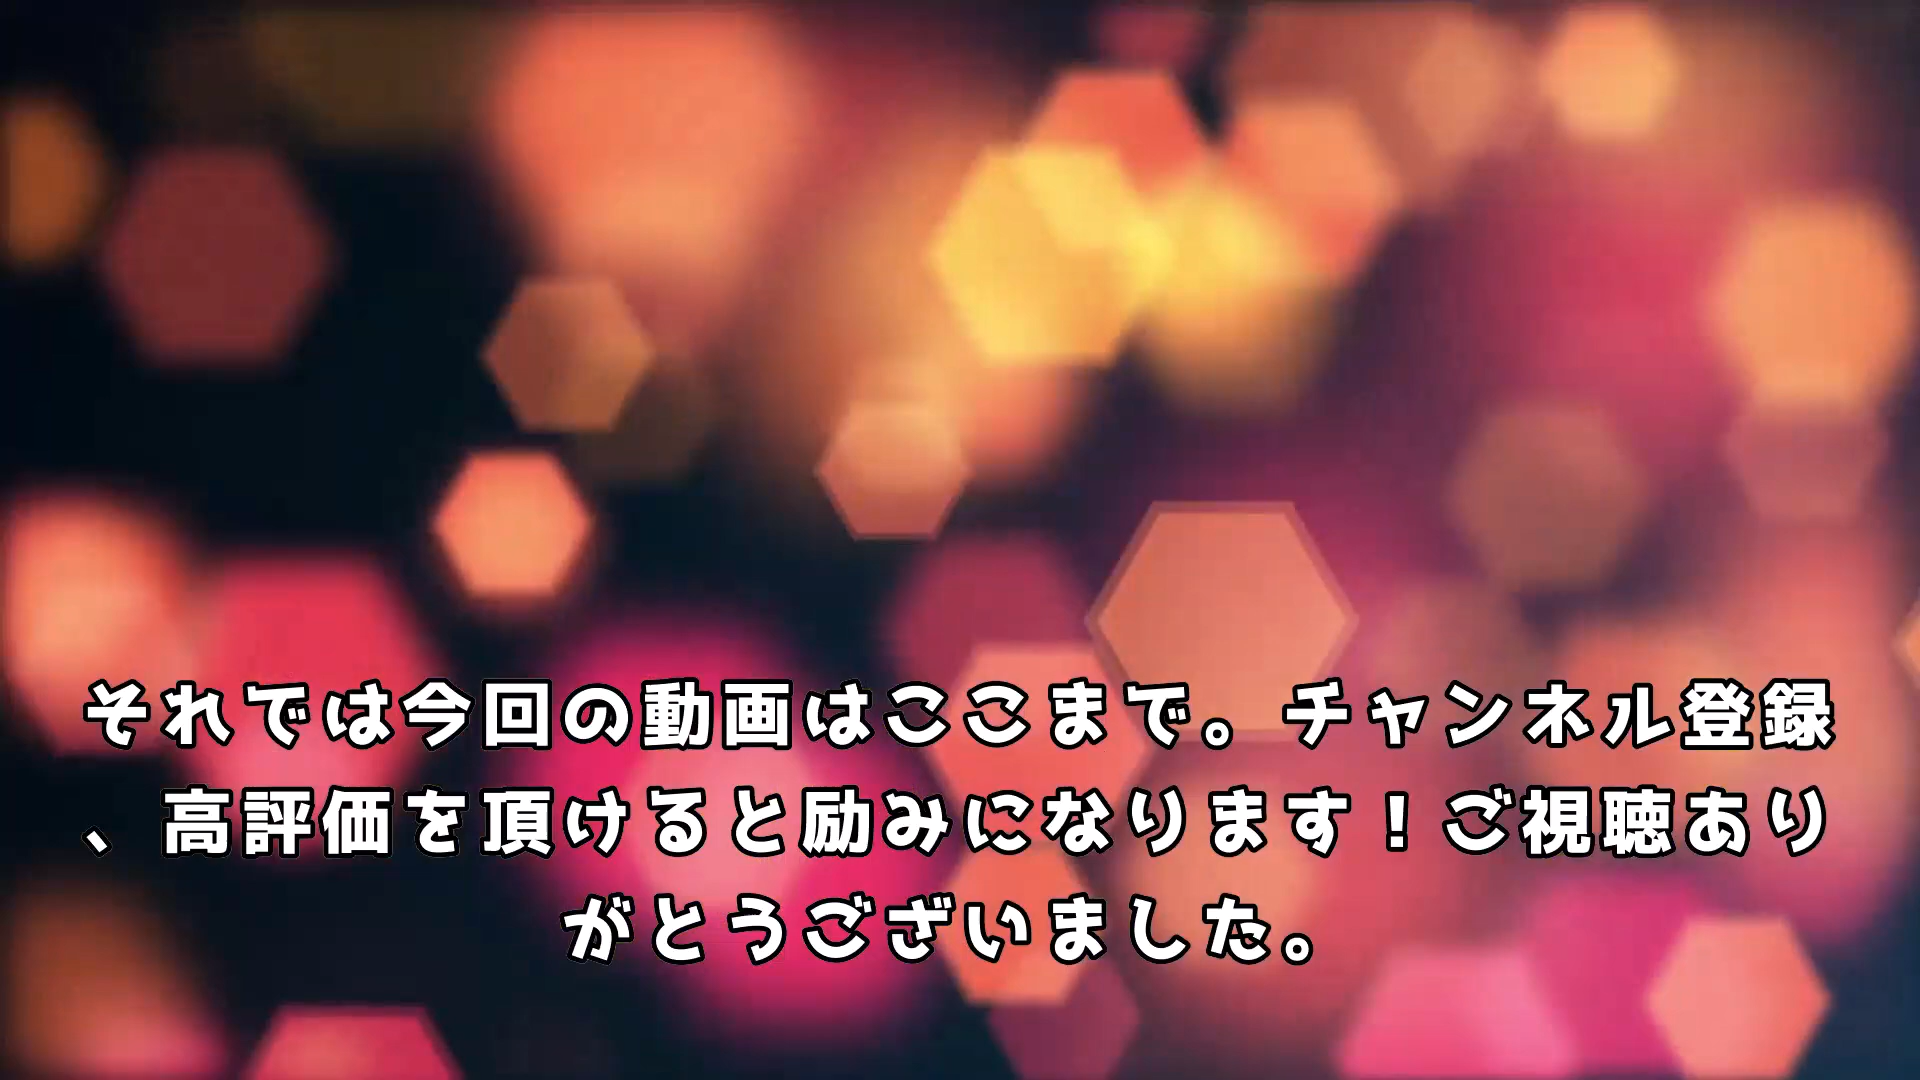 それでは今回の動画はここまで。チャンネル登録
、高評価を頂けると励みになります！ご視聴あり
がとうございました。